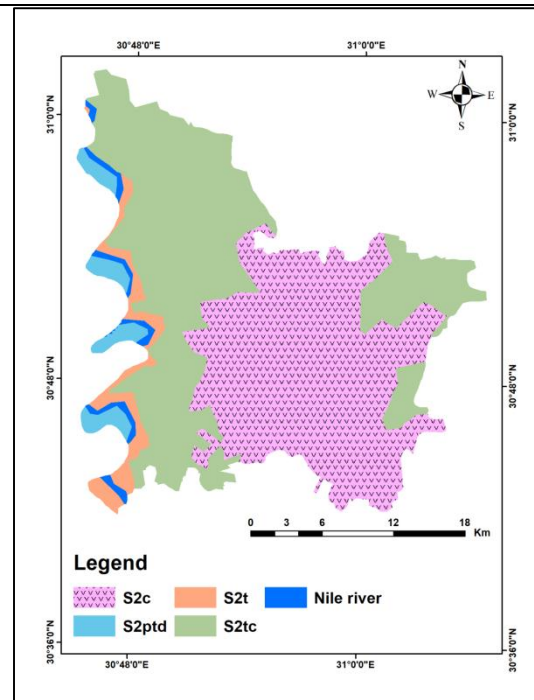 30°48'0"E 31°0'0"E
N
W E
S
31°0'0"N 31°0'0"N
30°48'0"N 30°48'0"N
0 3 6 12 18
Km
Legend
S2c S2t Nile river
S2ptd S2tc
30°36'0"N 30°36'0"N
30°48'0"E 31°0'0"E